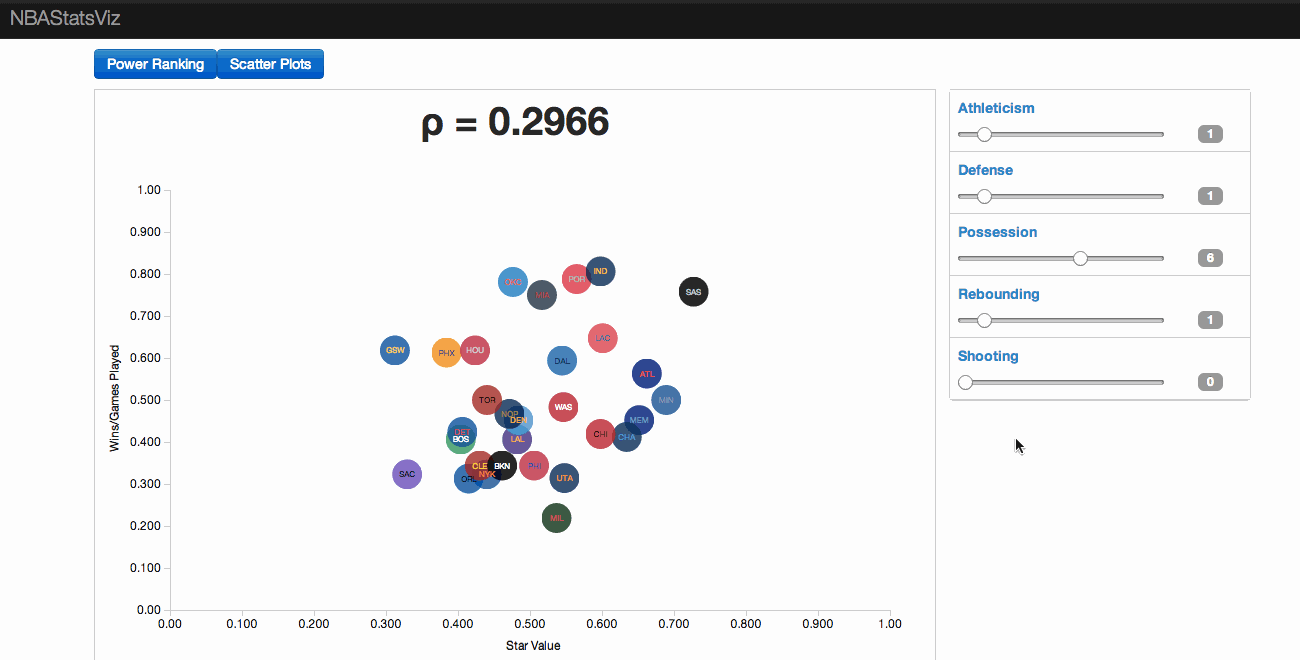 NBAStatsViz
Power Ranking Scatter Plots
ρ = 0.2966
1.00
0.900
0.800
0.700
0.600
0.500
0.400
0.300
0.200
0.100
0.00
Wins/Games Played
0.00 0.100 0.200 0.300 0.400 0.500 0.600 0.700 0.800 0.900 1.00
Star Value
IND
POR
OKC
MIA
SAS
LAC
GSW
PHX
HOU
DAL
ATL
TOR
MIN
WAS
NOP
DEN
MEM
DET
BOS
LAL
CHI
CHA
CLE
BKN
PHI
SAC
ORL
NYK
UTA
MIL
Athleticism
1
Defense
1
Possession
6
Rebounding
1
Shooting
0